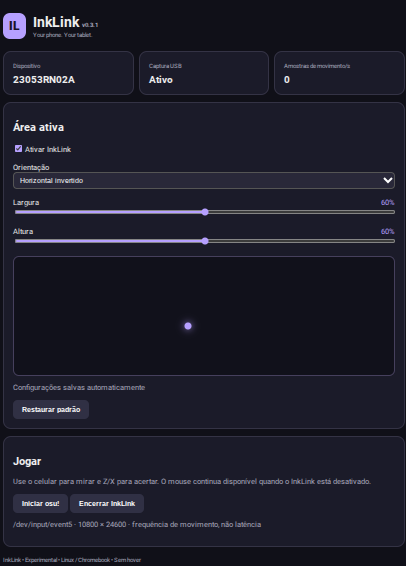 IL
InkLink v0.3.1
Your phone. Your tablet.
Dispositivo
23053RN02A
Captura USB
Ativo
Amostras de movimento/s
0
Área ativa
Ativar InkLink
Orientação
Horizontal invertido
Largura 60%
Altura 60%
Configurações salvas automaticamente
Restaurar padrão
Jogar
Use o celular para mirar e Z/X para acertar. O mouse continua disponível quando o InkLink está desativado.
Iniciar osu! Encerrar InkLink
/dev/input/event5 · 10800 × 24600 · frequência de movimento, não latência
InkLink • Experimental • Linux / Chromebook • Sem hover